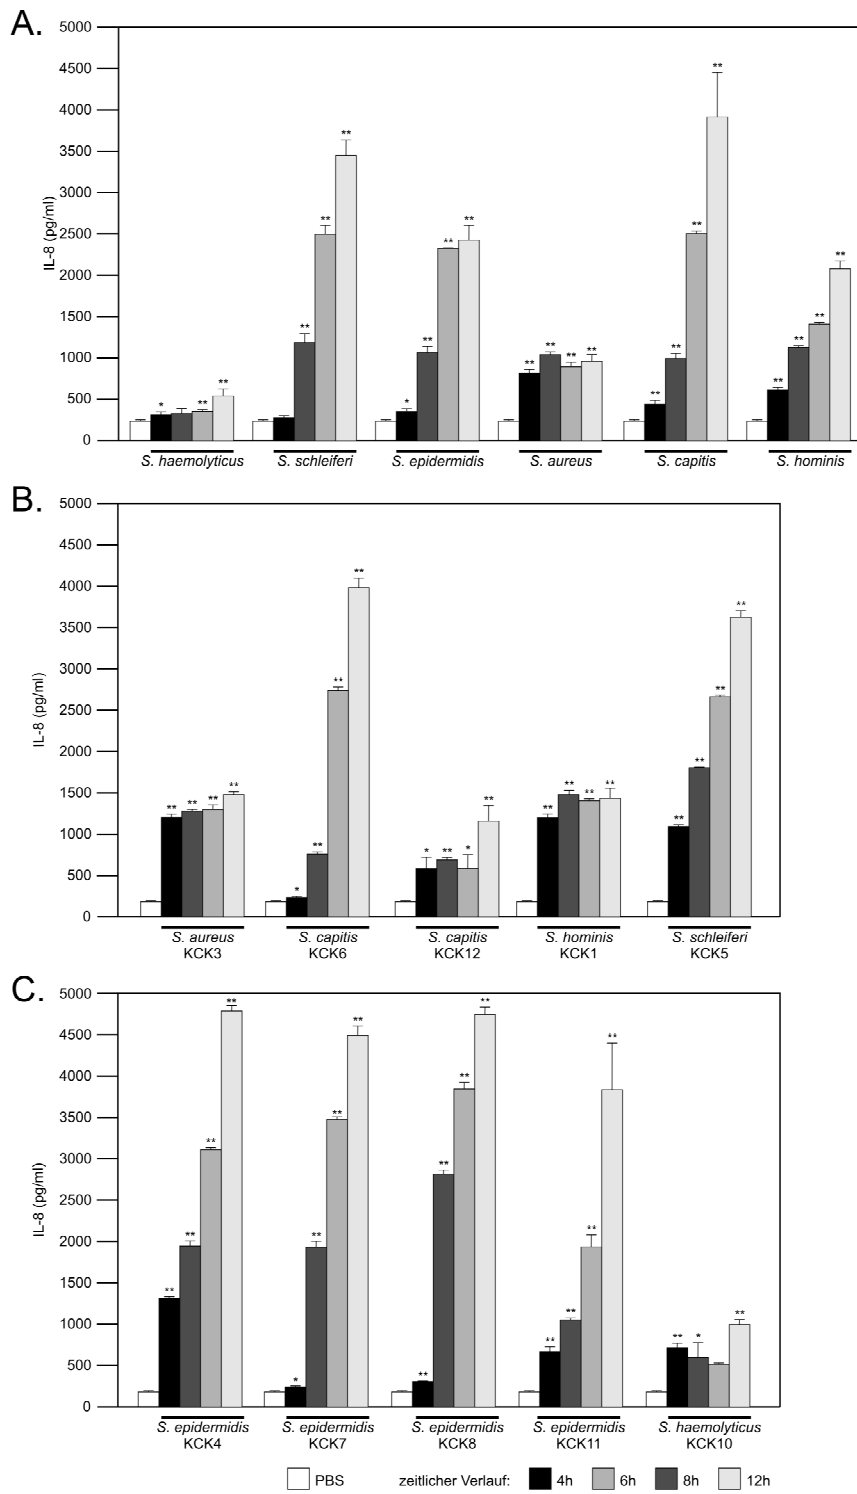 A.
5000
4500
4000
3500
3000
2500
2000
1500
1000
500
0
IL-8 (pg/ml)
* ** **
** ** **
* ** ** **
** ** ** **
** ** ** **
** ** ** **
S. haemolyticus S. schleiferi S. epidermidis S. aureus S. capitis S. hominis
B.
5000
4500
4000
3500
3000
2500
2000
1500
1000
500
0
IL-8 (pg/ml)
** ** ** **
* ** ** **
* ** * **
** ** ** **
** ** ** **
S. aureus S. capitis S. capitis S. hominis S. schleiferi
KCK3 KCK6 KCK12 KCK1 KCK5
C.
5000
4500
4000
3500
3000
2500
2000
1500
1000
500
0
IL-8 (pg/ml)
** ** ** **
* ** ** **
** ** ** **
** ** ** **
** * **
S. epidermidis S. epidermidis S. epidermidis S. epidermidis S. haemolyticus
KCK4 KCK7 KCK8 KCK11 KCK10
PBS zeitlicher Verlauf: 4h 6h 8h 12h